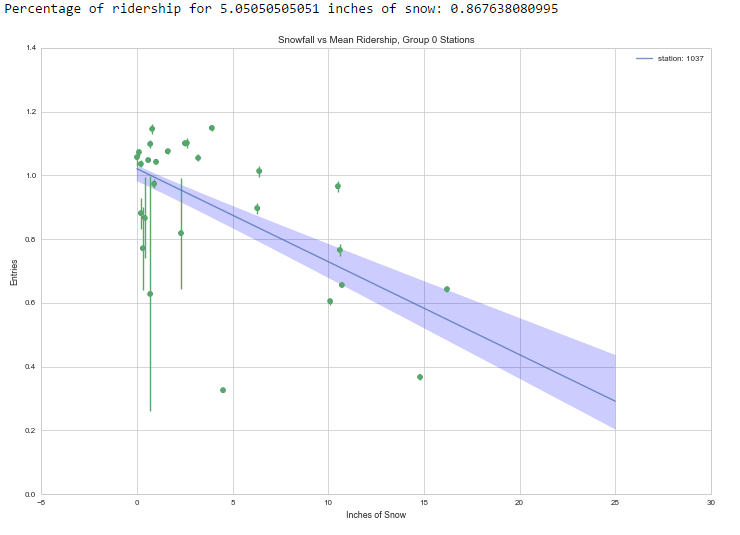 Percentage of ridership for 5.05050505051 inches of snow: 0.867638080995
Snowfall vs Mean Ridership, Group 0 Stations
station: 1037
1.4
1.2
1.0
0.8
0.6
0.4
0.2
0.0
Entries
−5 0 5 10 15 20 25 30
Inches of Snow